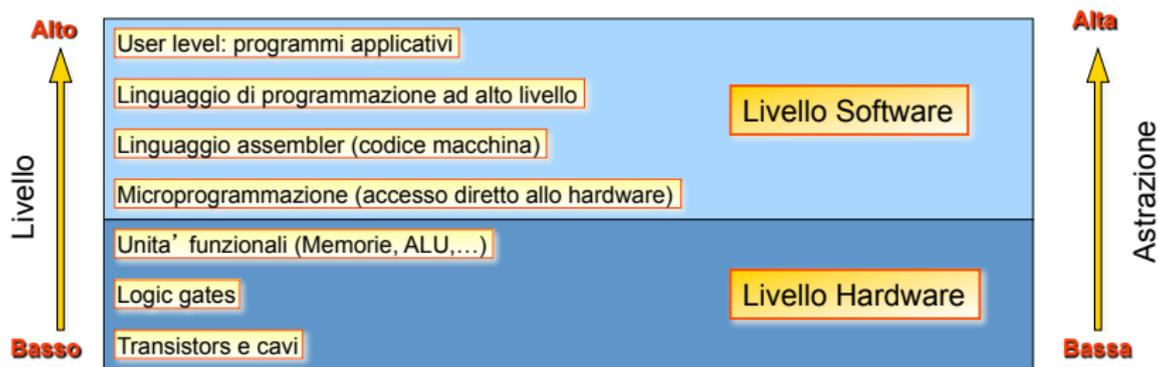 Alto
Alta
User level: programmi applicativi
Linguaggio di programmazione ad alto livello
Livello Software
Linguaggio assembler (codice macchina)
Microprogrammazione (accesso diretto allo hardware)
Livello
Astrazione
Unita’ funzionali (Memorie, ALU,…)
Logic gates
Livello Hardware
Transistors e cavi
Basso
Bassa